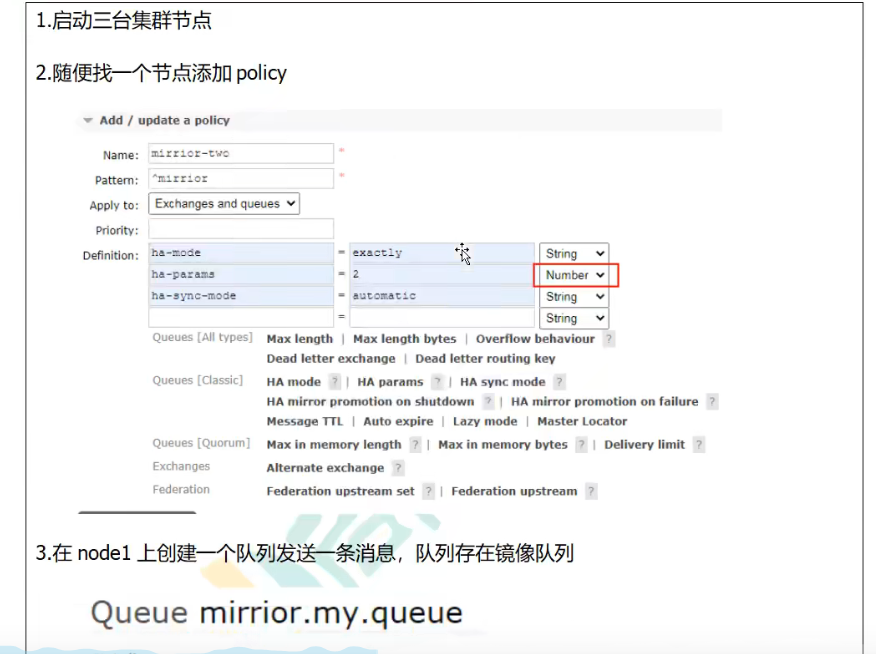 1.启动三台集群节点
2.随便找一个节点添加 policy
Add / update a policy
Name: mirrior-two *
Pattern: ^mirrior *
Apply to: Exchanges and queues
Priority:
Definition: ha-mode = exactly String
ha-params = 2 Number
ha-sync-mode = automatic String
= String
Queues [All types] Max length | Max length bytes | Overflow behaviour ?
Dead letter exchange | Dead letter routing key
Queues [Classic] HA mode ? | HA params ? | HA sync mode ?
HA mirror promotion on shutdown ? | HA mirror promotion on failure ?
Message TTL | Auto expire | Lazy mode | Master Locator
Queues [Quorum] Max in memory length ? | Max in memory bytes ? | Delivery limit ?
Exchanges Alternate exchange ?
Federation Federation upstream set ? | Federation upstream ?
3.在 node1 上创建一个队列发送一条消息，队列存在镜像队列
Queue mirrior.my.queue